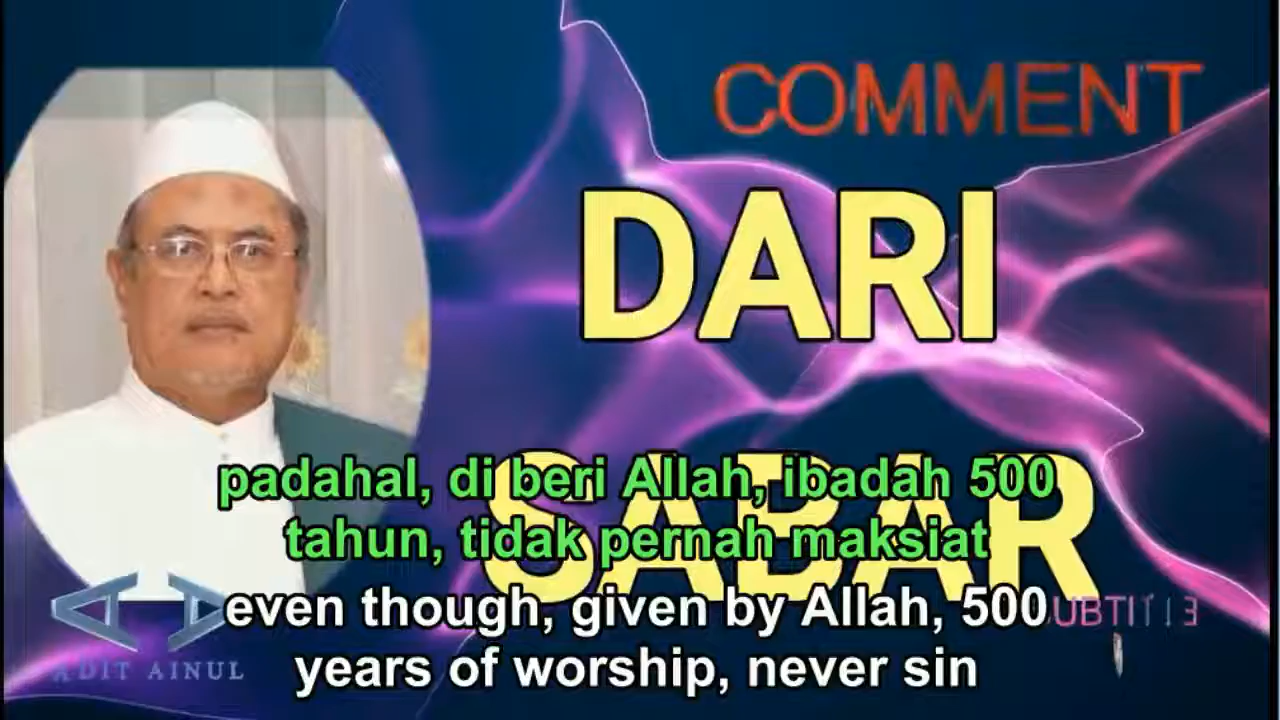 COMMENT
DARI
SABAR
padahal, di beri Allah, ibadah 500
tahun, tidak pernah maksiat
even though, given by Allah, 500
years of worship, never sin
ADIT AINUL